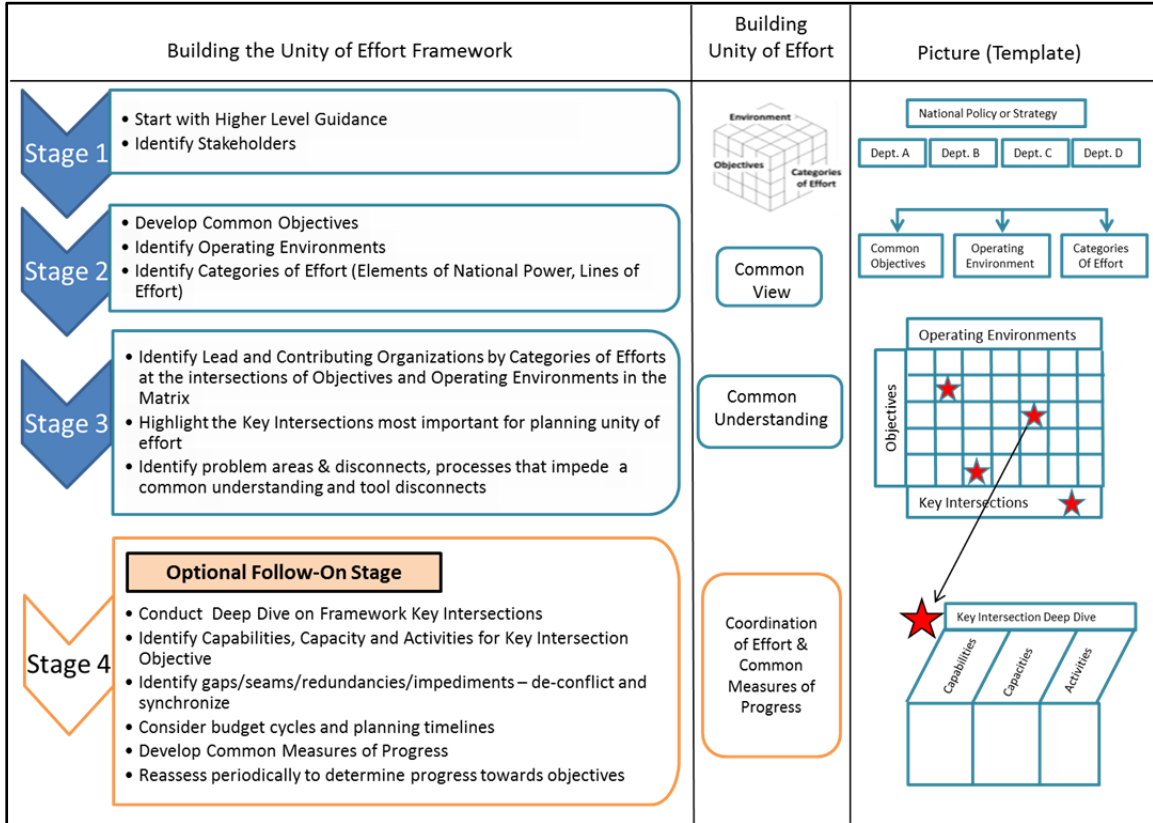 Building the Unity of Effort Framework
Building
Unity of Effort
Picture (Template)
Stage 1
• Start with Higher Level Guidance
• Identify Stakeholders
Environment
Objectives
Categories
of Effort
National Policy or Strategy
Dept. A
Dept. B
Dept. C
Dept. D
Stage 2
• Develop Common Objectives
• Identify Operating Environments
• Identify Categories of Effort (Elements of National Power, Lines of
Effort)
Common
View
Common
Objectives
Operating
Environment
Categories
Of Effort
Stage 3
• Identify Lead and Contributing Organizations by Categories of Efforts
at the intersections of Objectives and Operating Environments in the
Matrix
• Highlight the Key Intersections most important for planning unity of
effort
• Identify problem areas & disconnects, processes that impede a
common understanding and tool disconnects
Common
Understanding
Operating Environments
Objectives
Key Intersections
Stage 4
Optional Follow-On Stage
• Conduct Deep Dive on Framework Key Intersections
• Identify Capabilities, Capacity and Activities for Key Intersection
Objective
• Identify gaps/seams/redundancies/impediments – de-conflict and
synchronize
• Consider budget cycles and planning timelines
• Develop Common Measures of Progress
• Reassess periodically to determine progress towards objectives
Coordination
of Effort &
Common
Measures of
Progress
Key Intersection Deep Dive
Capabilities
Capacities
Activities